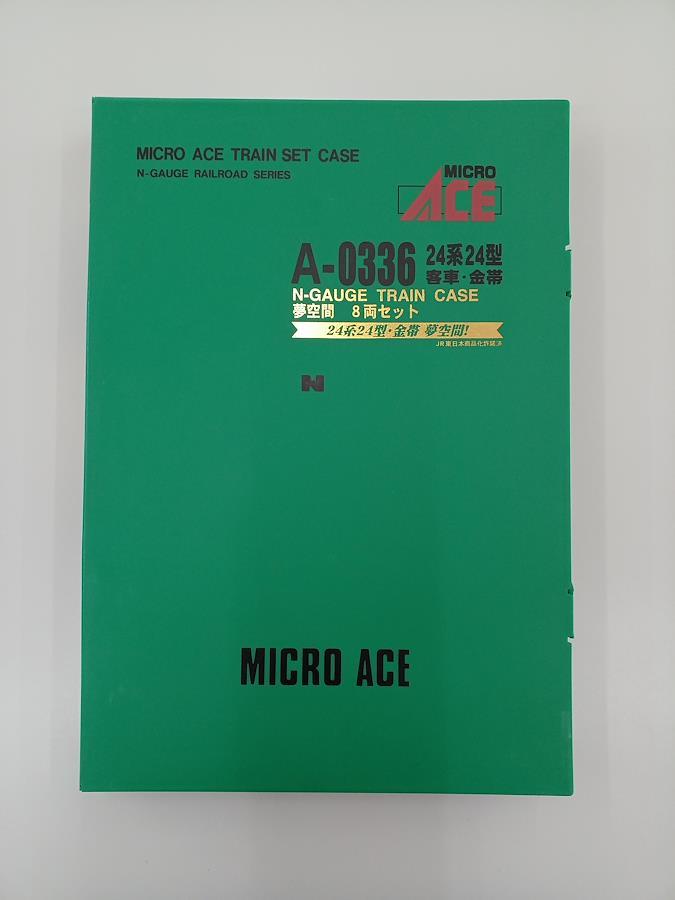 MICRO ACE TRAIN SET CASE
N-GAUGE RAILROAD SERIES
MICRO
ACE
A-0336 24系24型
客車・金帯
N-GAUGE TRAIN CASE
夢空間 8両セット
24系24型・金帯 夢空間!
JR東日本商品化許諾済
N
MICRO ACE